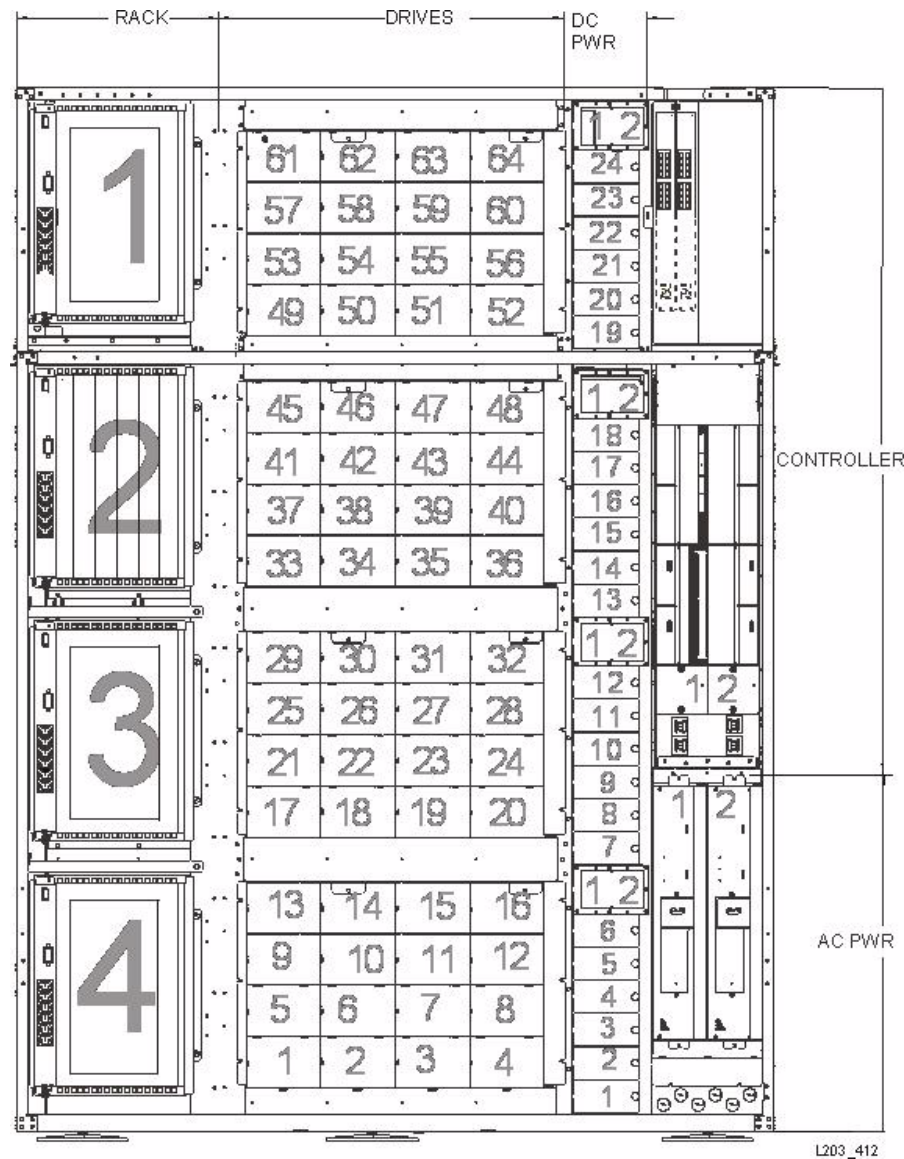 RACK DRIVES DC PWR
1 61 62 63 64 1 2
24
57 58 59 60 23
22
53 54 55 56 21
20
49 50 51 52 19
2 45 46 47 48 1 2
18
41 42 43 44 17
CONTROLLER
37 38 39 40 16
15
33 34 35 36 14
13
3 29 30 31 32 1 2
12 1 2
25 26 27 28 11
10
21 22 23 24 9
17 18 19 20 8 1 2
7
4 13 14 15 16 1 2
6
9 10 11 12 5
AC PWR
5 6 7 8 4
3
1 2 3 4 2
1
L203_412